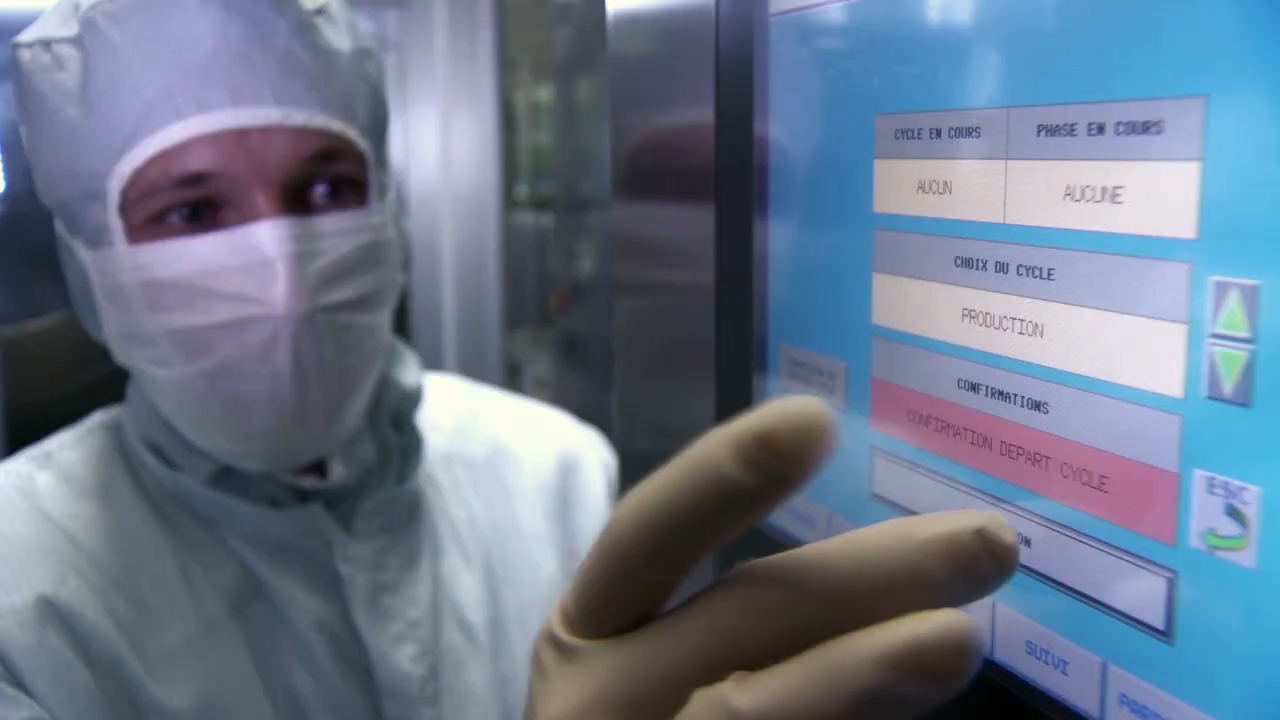 CYCLE EN COURS
PHASE EN COURS
AUCUN
AUCUNE
CHOIX DU CYCLE
PRODUCTION
CONFIRMATIONS
CONFIRMATION DEPART CYCLE
ESC
SUIVI